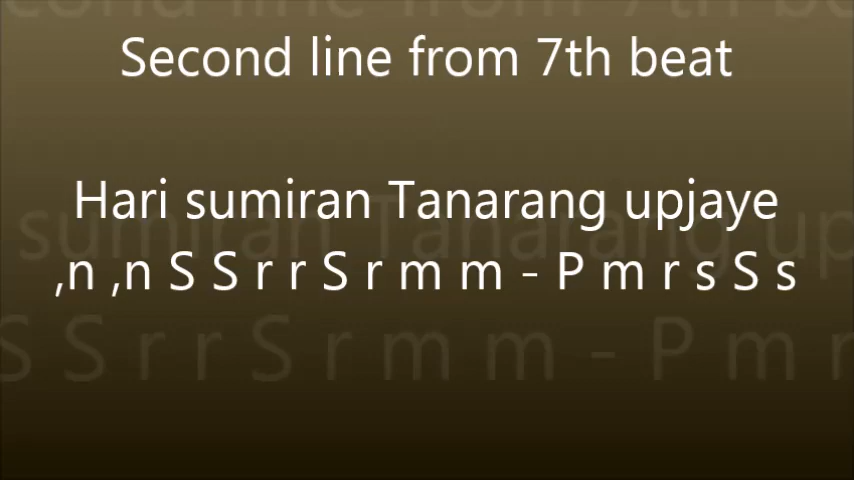 Second line from 7th beat
Hari sumiran Tanarang upjaye
,n ,n S S r r S r m m - P m r s S s